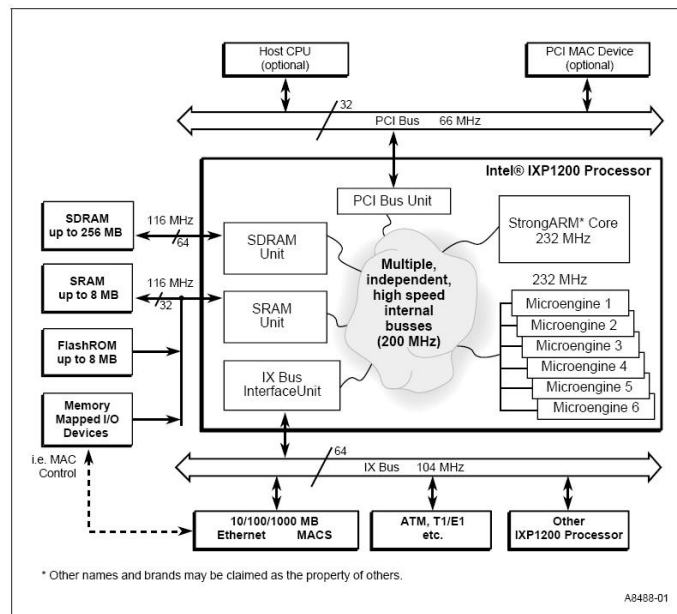 Host CPU
(optional)
PCI MAC Device
(optional)
32
PCI Bus 66 MHz
Intel® IXP1200 Processor
SDRAM
up to 256 MB
116 MHz
64
SDRAM
Unit
PCI Bus Unit
StrongARM* Core
232 MHz
Multiple,
independent,
high speed
internal
busses
(200 MHz)
SRAM
up to 8 MB
116 MHz
32
SRAM
Unit
232 MHz
Microengine 1
Microengine 2
Microengine 3
Microengine 4
Microengine 5
Microengine 6
FlashROM
up to 8 MB
IX Bus
InterfaceUnit
Memory
Mapped I/O
Devices
i.e. MAC
Control
64
IX Bus 104 MHz
10/100/1000 MB
Ethernet MACS
ATM, T1/E1
etc.
Other
IXP1200 Processor
* Other names and brands may be claimed as the property of others.
A8488-01